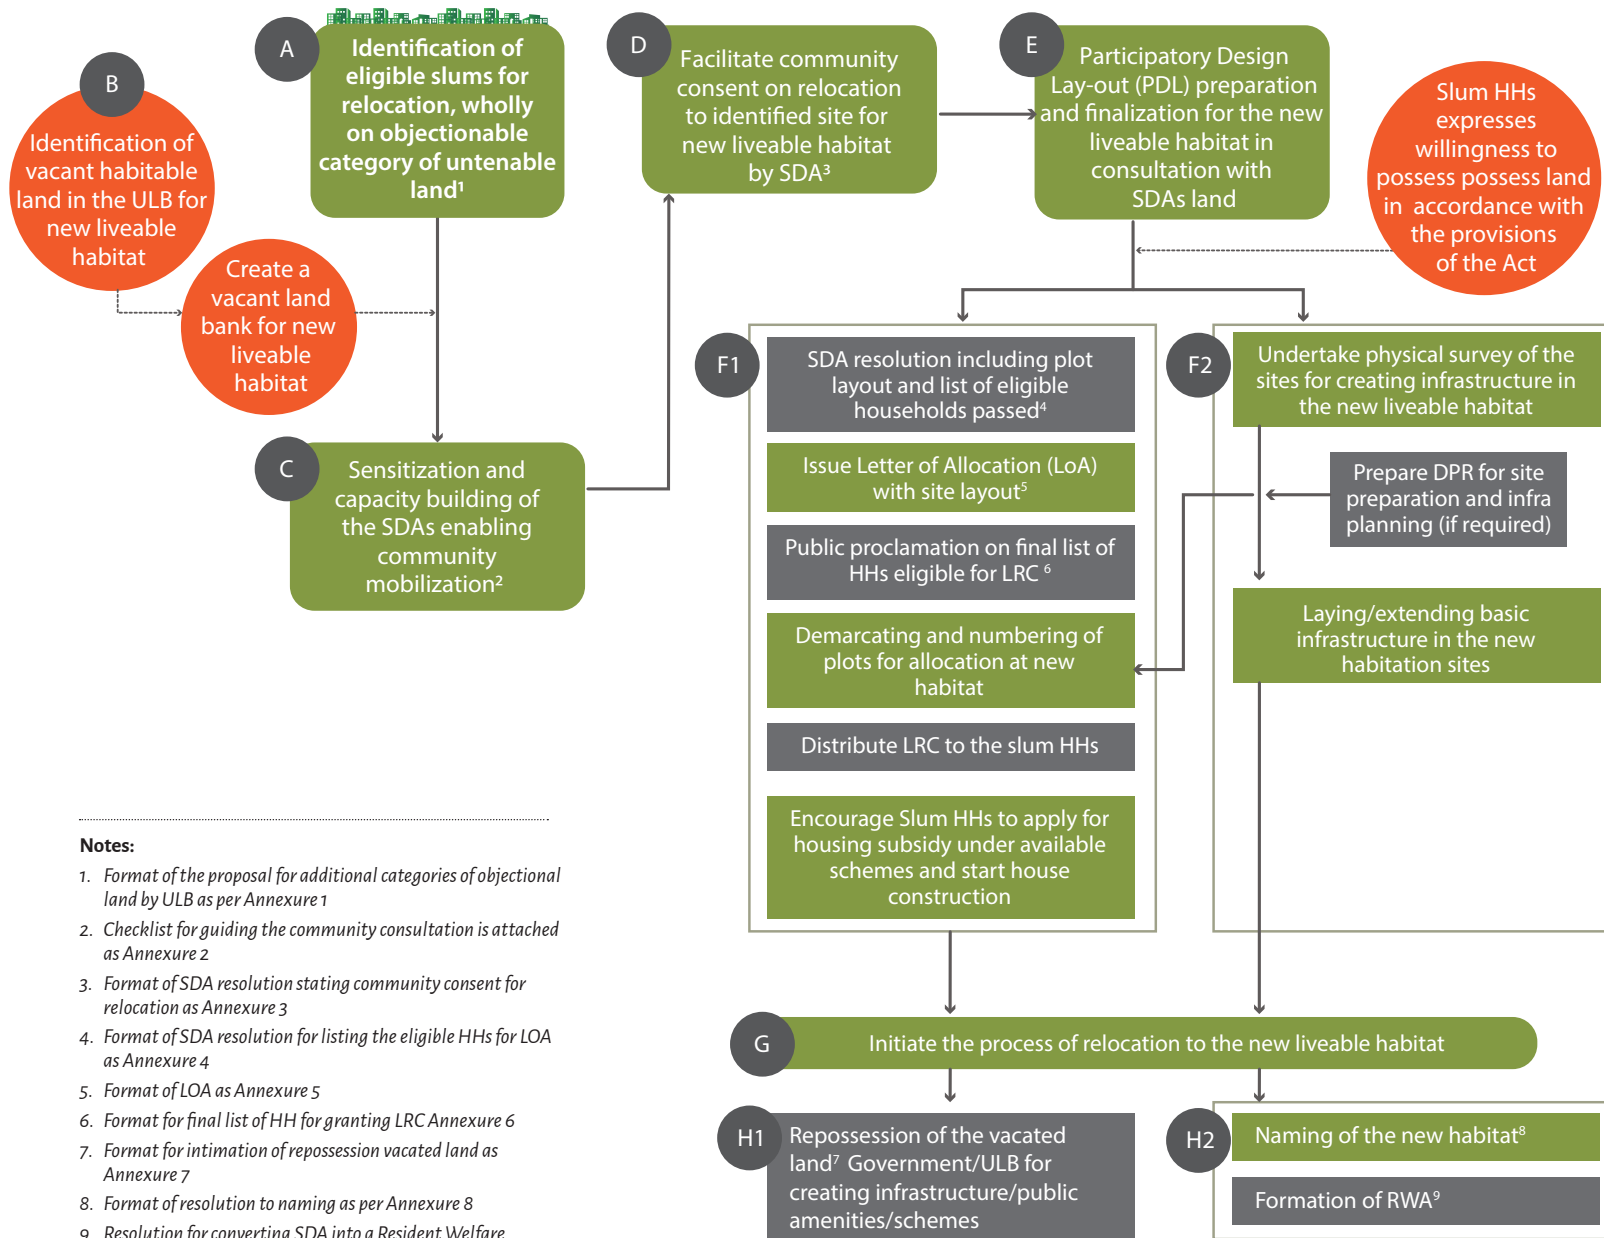 A
Identification of
eligible slums for
relocation, wholly
on objectionable
category of untenable
land¹
B
Identification of
vacant habitable
land in the ULB for
new liveable
habitat
Create a
vacant land
bank for new
liveable
habitat
C
Sensitization and
capacity building of
the SDAs enabling
community
mobilization²
D
Facilitate community
consent on relocation
to identified site for
new liveable habitat
by SDA³
E
Participatory Design
Lay-out (PDL) preparation
and finalization for the new
liveable habitat in
consultation with
SDAs land
Slum HHs
expresses
willingness to
possess possess land
in accordance with
the provisions
of the Act
F1
SDA resolution including plot
layout and list of eligible
households passed⁴
Issue Letter of Allocation (LoA)
with site layout⁵
Public proclamation on final list of
HHs eligible for LRC ⁶
Demarcating and numbering of
plots for allocation at new
habitat
Distribute LRC to the slum HHs
Encourage Slum HHs to apply for
housing subsidy under available
schemes and start house
construction
F2
Undertake physical survey of the
sites for creating infrastructure in
the new liveable habitat
Prepare DPR for site
preparation and infra
planning (if required)
Laying/extending basic
infrastructure in the new
habitation sites
G
Initiate the process of relocation to the new liveable habitat
H1
Repossession of the vacated
land⁷ Government/ULB for
creating infrastructure/public
amenities/schemes
H2
Naming of the new habitat⁸
Formation of RWA⁹
Notes:
1. Format of the proposal for additional categories of objectional
land by ULB as per Annexure 1
2. Checklist for guiding the community consultation is attached
as Annexure 2
3. Format of SDA resolution stating community consent for
relocation as Annexure 3
4. Format of SDA resolution for listing the eligible HHs for LOA
as Annexure 4
5. Format of LOA as Annexure 5
6. Format for final list of HH for granting LRC Annexure 6
7. Format for intimation of repossession vacated land as
Annexure 7
8. Format of resolution to naming as per Annexure 8
9. Resolution for converting SDA into a Resident Welfare